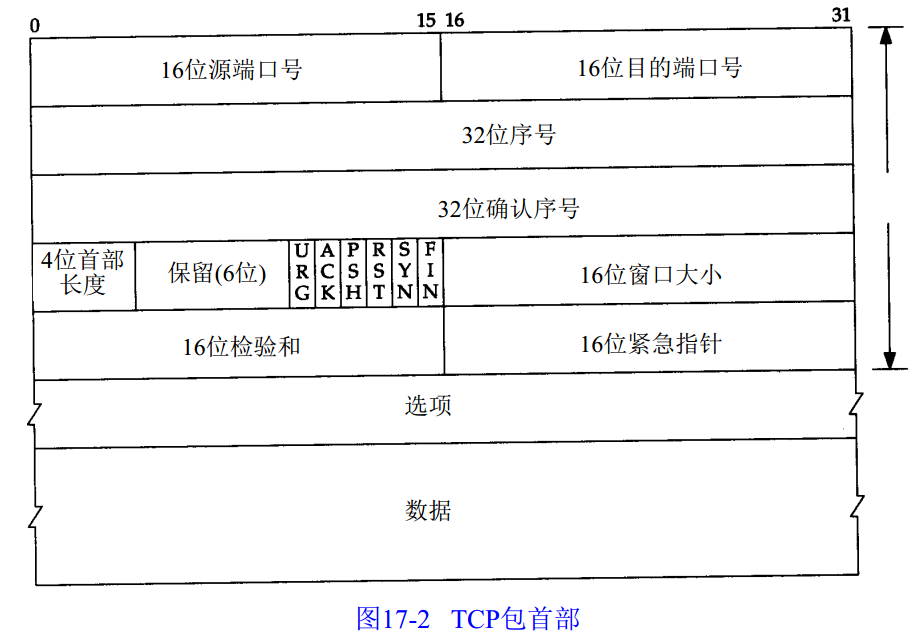 0 15 16 31
16位源端口号 16位目的端口号
32位序号
32位确认序号
4位首部
长度
保留(6位)
URG
ACK
PSH
RST
SYN
FIN
16位窗口大小
16位检验和 16位紧急指针
选项
数据
图17-2 TCP包首部